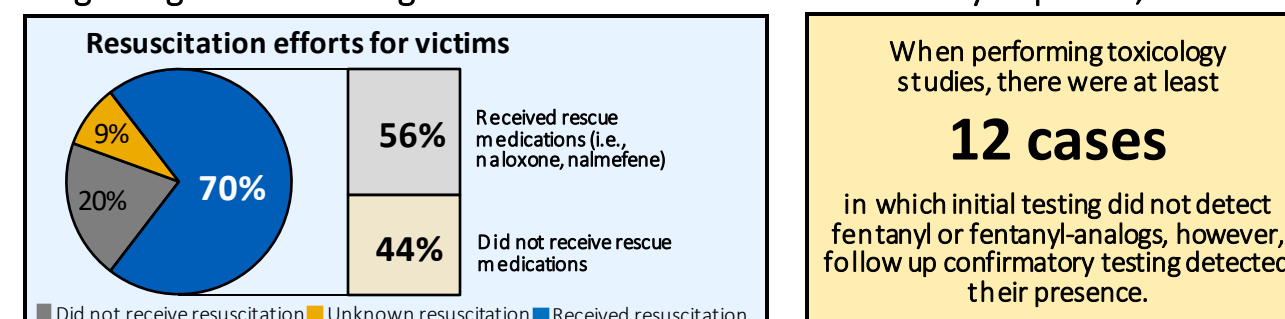 Resuscitation efforts for victims
9%
20%
70%
56%
Received rescue
medications (i.e.,
naloxone, nalmefene)
44%
Did not receive rescue
medications
Did not receive resuscitation Unknown resuscitation Received resuscitation
When performing toxicology
studies, there were at least
12 cases
in which initial testing did not detect
fentanyl or fentanyl-analogs, however,
follow up confirmatory testing detected
their presence.